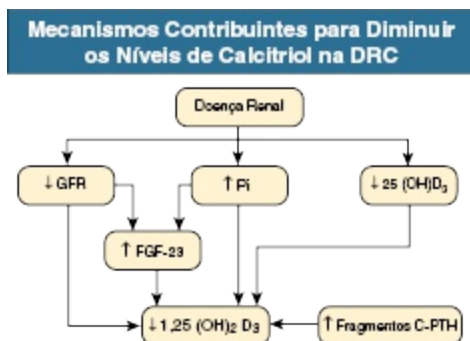 Mecanismos Contribuintes para Diminuir
os Níveis de Calcitriol na DRC
Doença Renal
↓ GFR
↑ Pi
↓ 25 (OH)D₃
↑ FGF-23
↓ 1,25 (OH)₂ D₃
↑ Fragmentos C-PTH